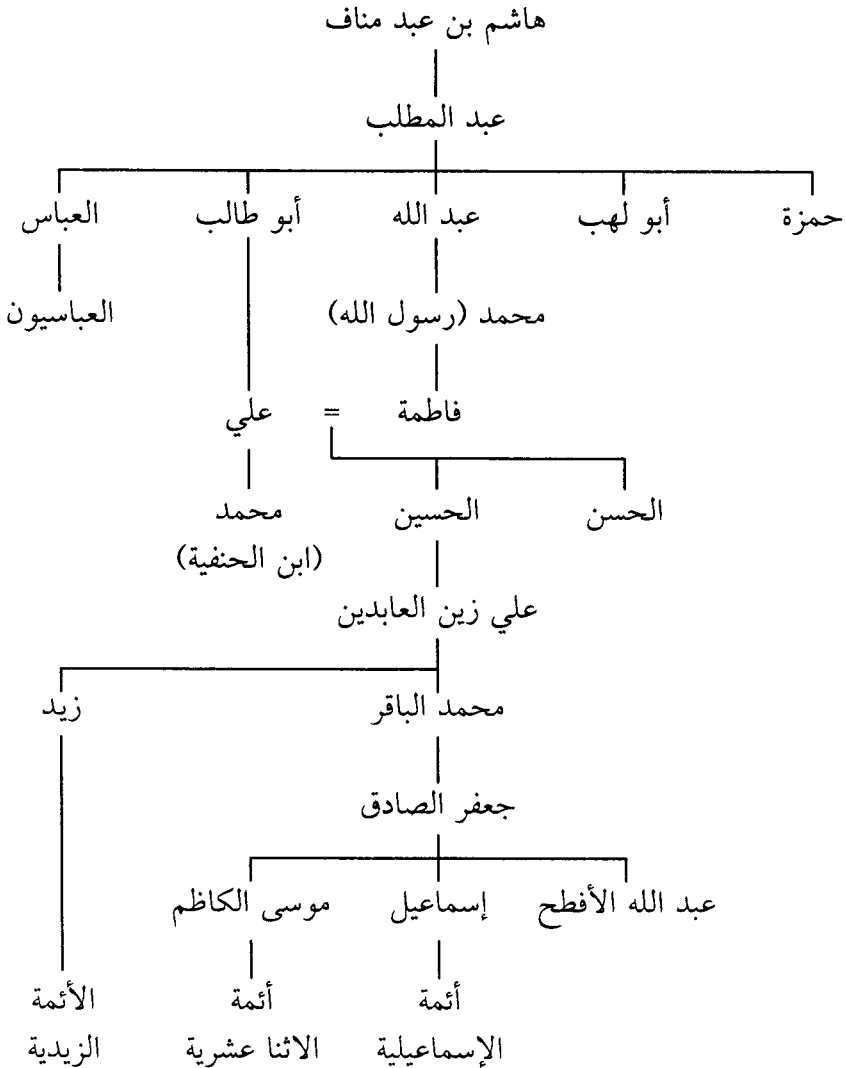 هاشم بن عبد مناف
عبد المطلب
حمزة
أبو لهب
عبد الله
أبو طالب
العباس
محمد (رسول الله)
العباسيون
فاطمة
=
علي
الحسن
الحسين
محمد
(ابن الحنفية)
علي زين العابدين
محمد الباقر
زيد
جعفر الصادق
عبد الله الأفطح
إسماعيل
موسى الكاظم
أئمة
الإسماعيلية
أئمة
الاثنا عشرية
الأئمة
الزيدية